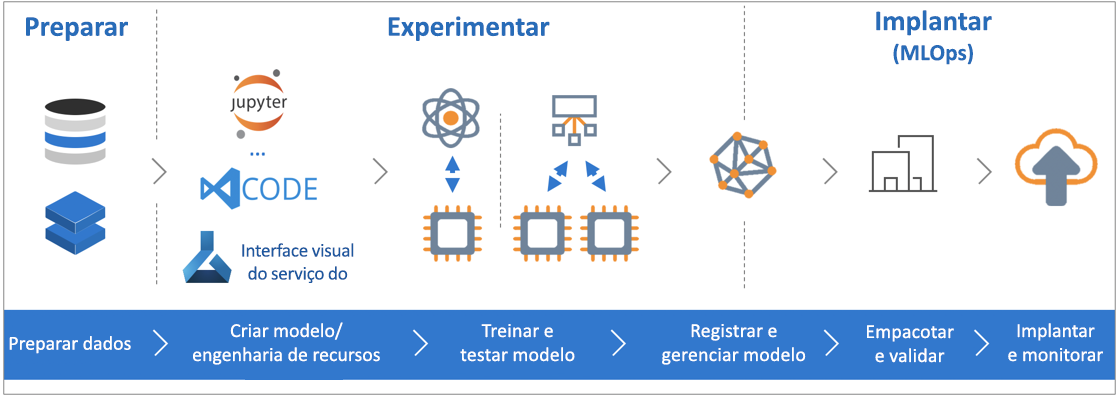 Preparar
Experimentar
Implantar
(MLOps)
jupyter
...
CODE
Interface visual
do serviço do
Preparar dados
Criar modelo/
engenharia de recursos
Treinar e
testar modelo
Registrar e
gerenciar modelo
Empacotar
e validar
Implantar
e monitorar